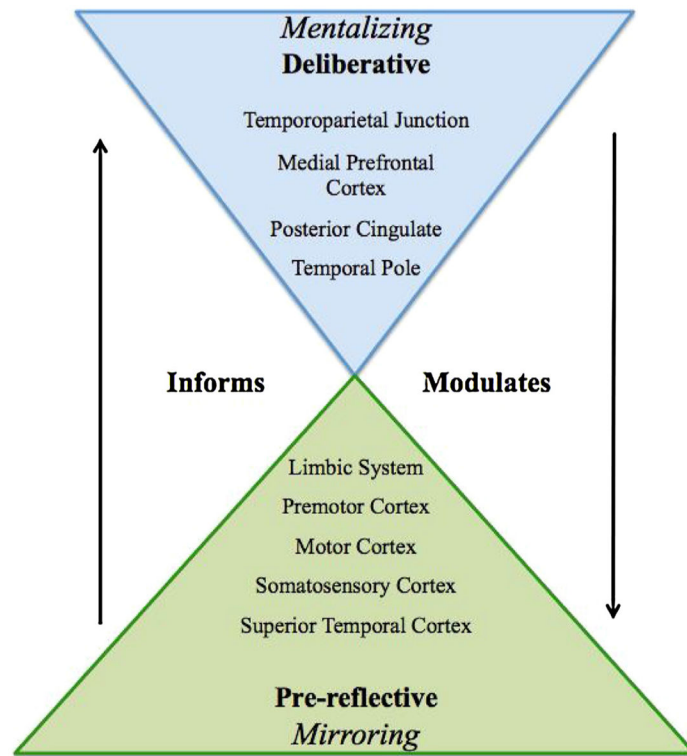 Mentalizing
Deliberative
Temporoparietal Junction
Medial Prefrontal
Cortex
Posterior Cingulate
Temporal Pole
Informs
Modulates
Limbic System
Premotor Cortex
Motor Cortex
Somatosensory Cortex
Superior Temporal Cortex
Pre-reflective
Mirroring